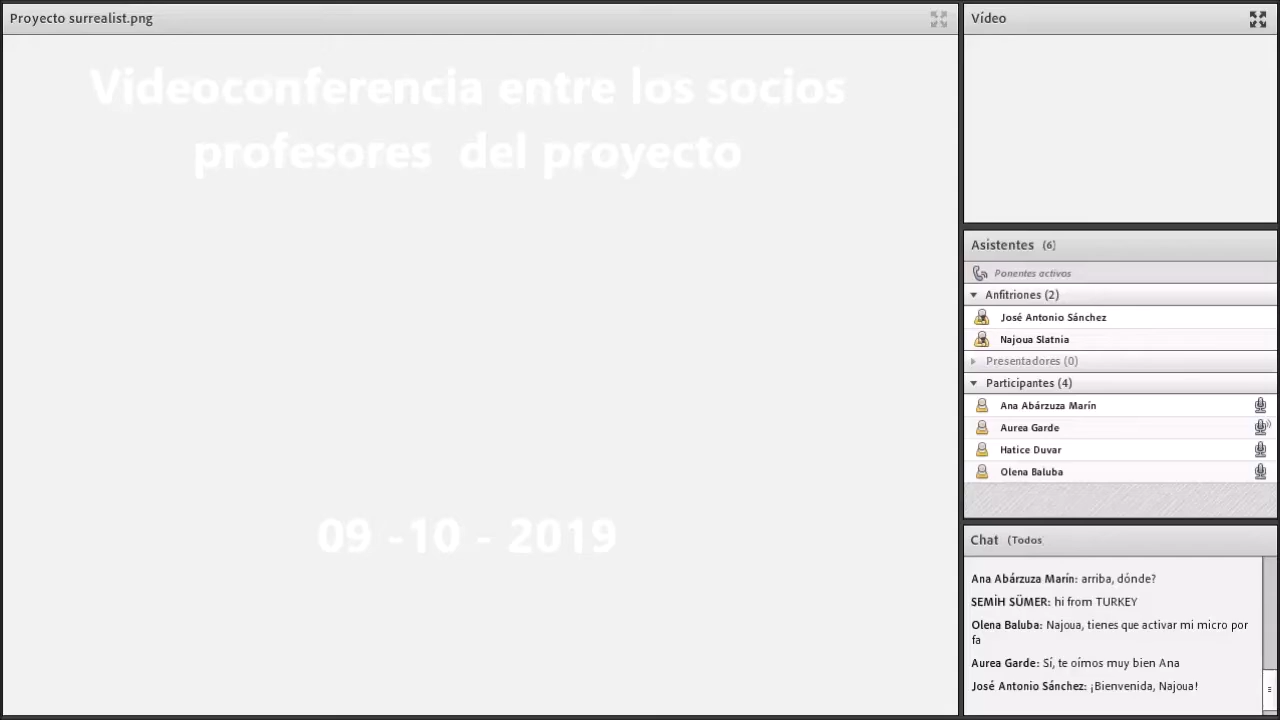 Proyecto surrealist.png
Videoconferencia entre los socios
profesores del proyecto
09 -10 - 2019
Vídeo
Asistentes (6)
Ponentes activos
Anfitriones (2)
José Antonio Sánchez
Najoua Slatnia
Presentadores (0)
Participantes (4)
Ana Abárzuza Marín
Aurea Garde
Hatice Duvar
Olena Baluba
Chat (Todos
Ana Abárzuza Marín: arriba, dónde?
SEMİH SÜMER: hi from TURKEY
Olena Baluba: Najoua, tienes que activar mi micro por
fa
Aurea Garde: Sí, te oímos muy bien Ana
José Antonio Sánchez: ¡Bienvenida, Najoua!